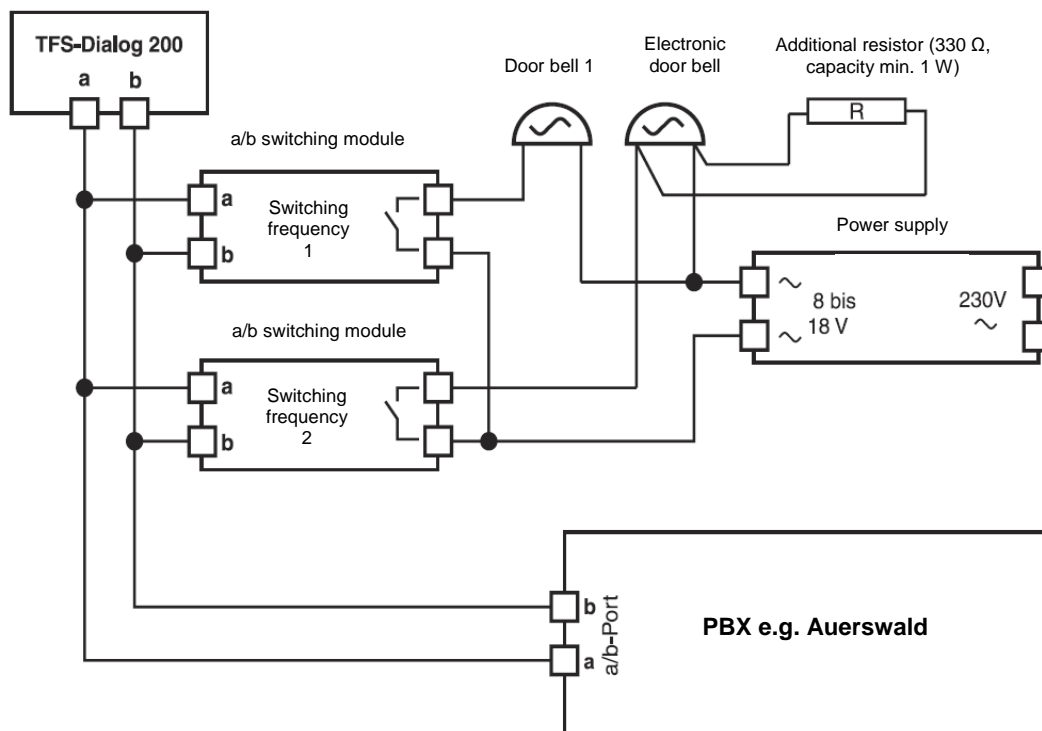 TFS-Dialog 200
a b
Door bell 1
Electronic
door bell
Additional resistor (330 Ω,
capacity min. 1 W)
R
a/b switching module
a
Switching
frequency
1
b
Power supply
8 bis
18 V
230V
a/b switching module
a
Switching
frequency
2
b
b
a
a/b-Port
PBX e.g. Auerswald